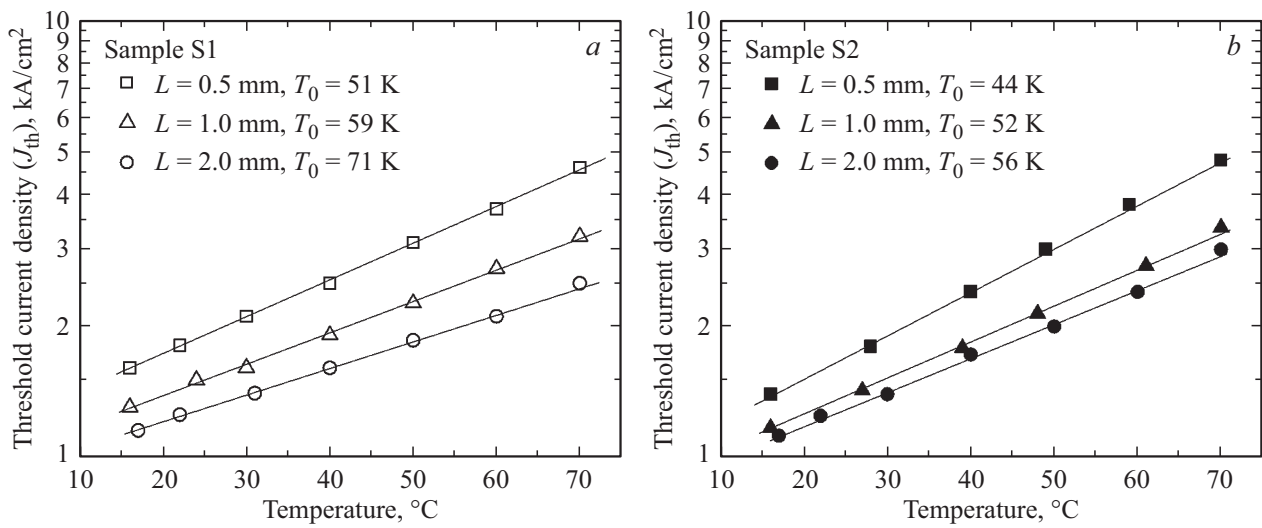 Threshold current density (J_th), kA/cm²
10
9
8
7
6
5
4
3
2
1
Sample S1
a
L = 0.5 mm, T₀ = 51 K
L = 1.0 mm, T₀ = 59 K
L = 2.0 mm, T₀ = 71 K
10 20 30 40 50 60 70
Temperature, °C
Threshold current density (J_th), kA/cm²
10
9
8
7
6
5
4
3
2
1
Sample S2
b
L = 0.5 mm, T₀ = 44 K
L = 1.0 mm, T₀ = 52 K
L = 2.0 mm, T₀ = 56 K
10 20 30 40 50 60 70
Temperature, °C